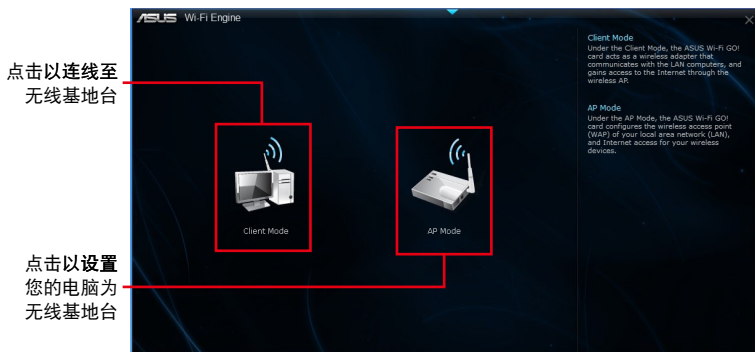 ASUS Wi-Fi Engine
点击以连线至
无线基地台
Client Mode
AP Mode
点击以设置
您的电脑为
无线基地台
Client Mode
Under the Client Mode, the ASUS Wi-Fi GO!
card acts as a wireless adapter that
communicates with the LAN computers, and
gains access to the Internet through the
wireless AP.
AP Mode
Under the AP Mode, the ASUS Wi-Fi GO!
card configures the wireless access point
(WAP) of your local area network (LAN),
and Internet access for your wireless
devices.